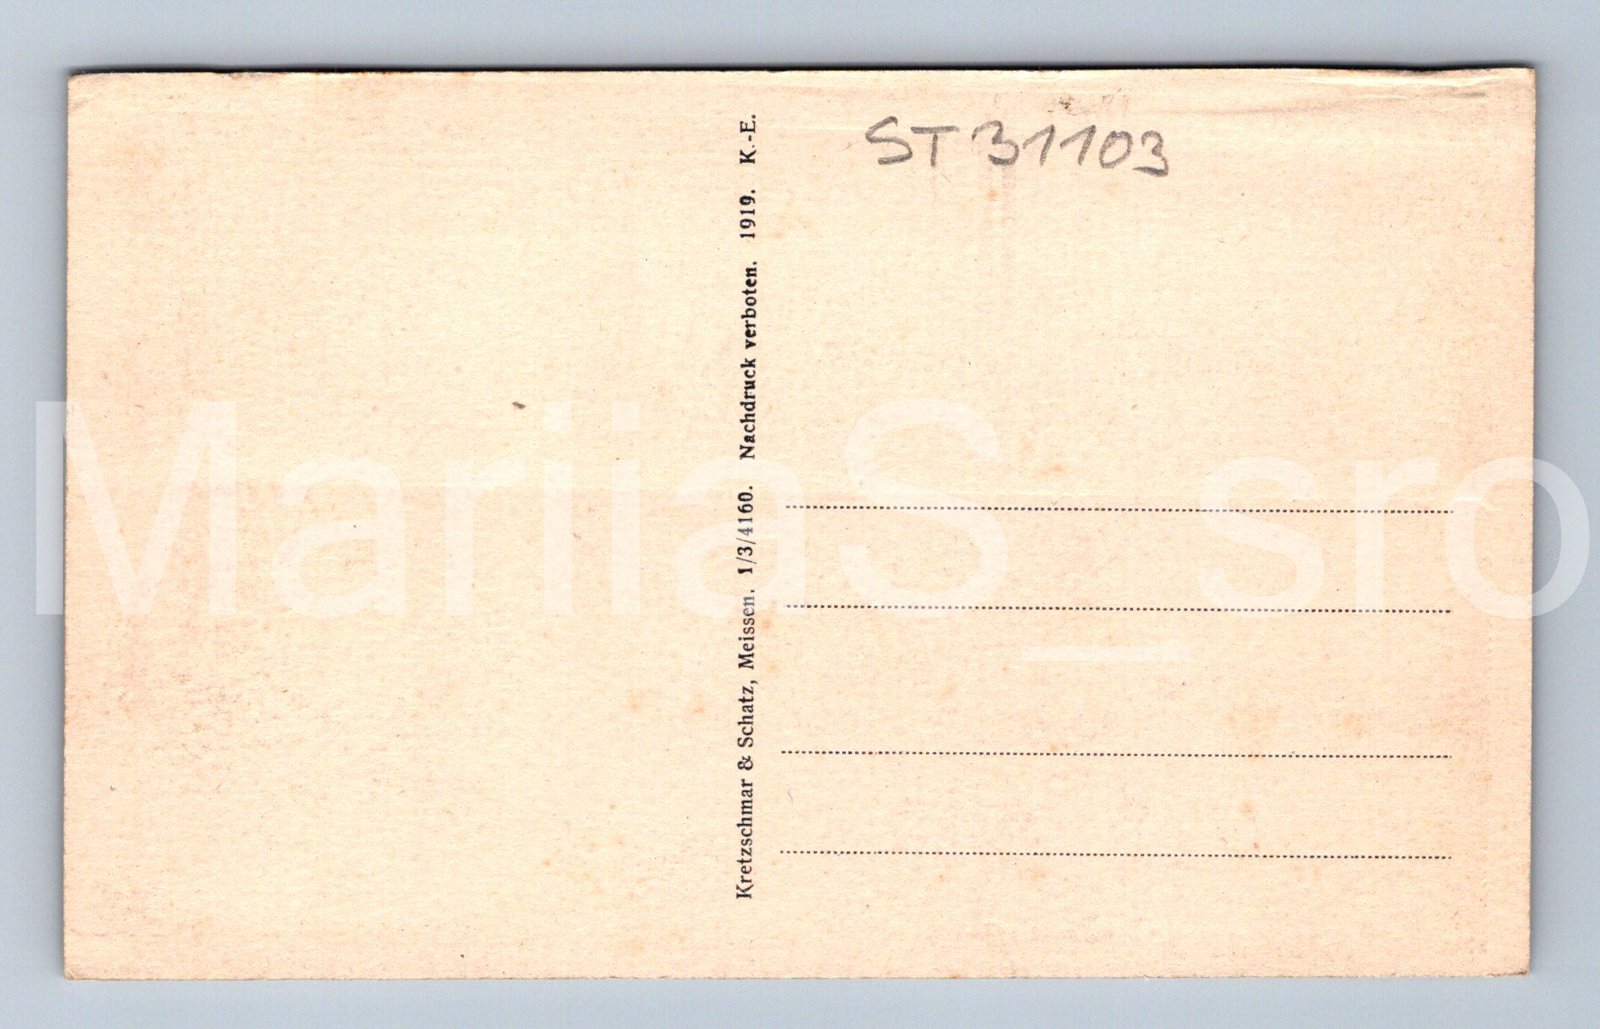 Kretzschmar & Schatz, Meissen. 1/3/4160. Nachdruck verboten. 1919. K.-E.
ST 31103
MariiaS_sro